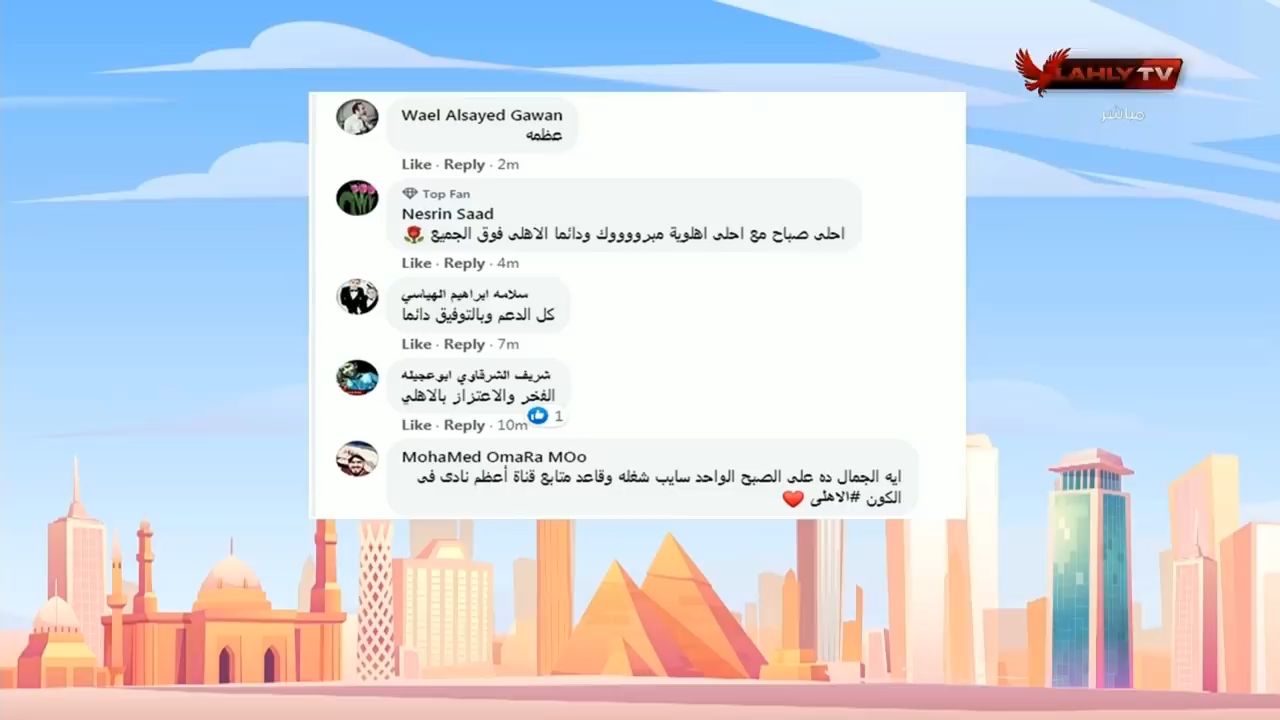 LAHLY TV
مباشر
Wael Alsayed Gawan
عظمه
Like · Reply · 2m
Top Fan
Nesrin Saad
احلى صباح مع احلى اهلوية مبرووووك ودائما الاهلى فوق الجميع 🌹
Like · Reply · 4m
سلامه ابراهيم الهياسي
كل الدعم وبالتوفيق دائما
Like · Reply · 7m
شريف الشرقاوي ابوعجيله
الفخر والاعتزاز بالاهلي
Like · Reply · 10m 1
MohaMed OmaRa MOo
ايه الجمال ده على الصبح الواحد سايب شغله وقاعد متابع قناة أعظم نادى فى
الكون #الاهلى ❤️